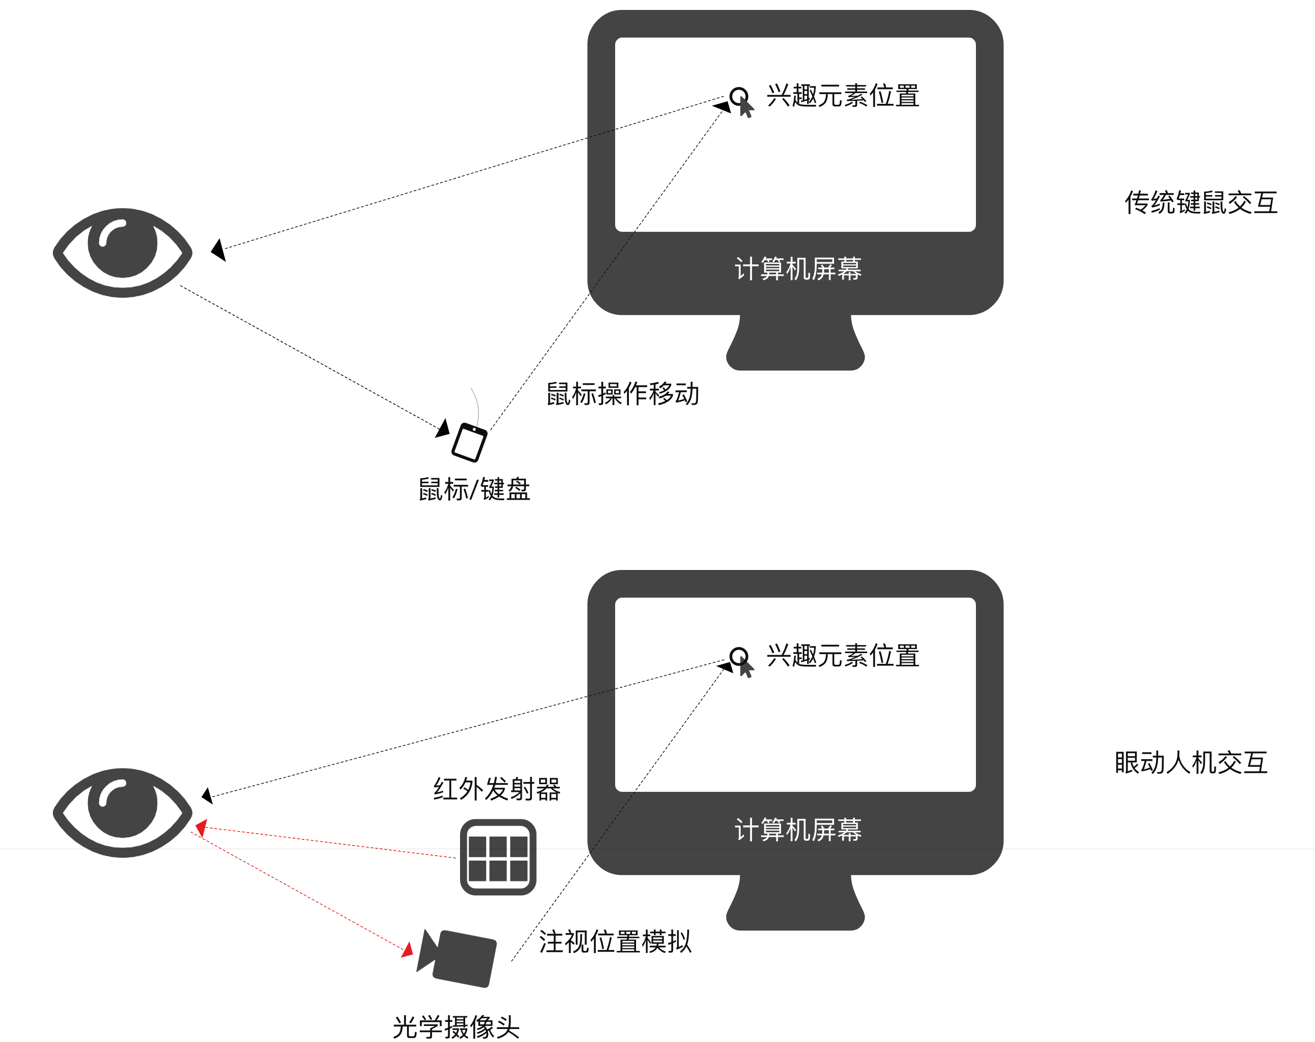 兴趣元素位置
传统键鼠交互
计算机屏幕
鼠标操作移动
鼠标/键盘
兴趣元素位置
眼动人机交互
红外发射器
计算机屏幕
注视位置模拟
光学摄像头